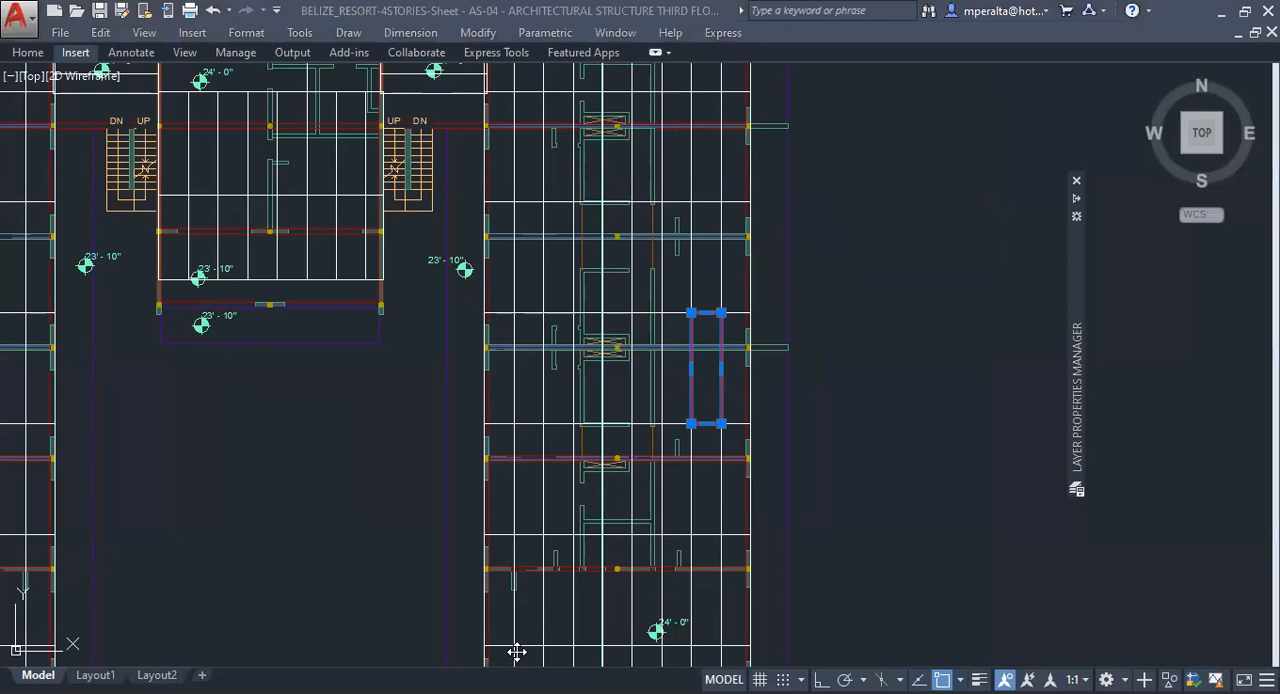 BELIZE_RESORT-4STORIES-Sheet - AS-04 - ARCHITECTURAL STRUCTURE THIRD FLO... Type a keyword or phrase mperalta@hot...
File Edit View Insert Format Tools Draw Dimension Modify Parametric Window Help Express
Home Insert Annotate View Manage Output Add-ins Collaborate Express Tools Featured Apps
[−][Top][2D Wireframe]
24' - 0"
DN UP UP DN
23' - 10" 23' - 10" 23' - 10"
23' - 10"
24' - 0"
N
W TOP E
S
WCS
LAYER PROPERTIES MANAGER
Y
X
Model Layout1 Layout2 + MODEL 1:1